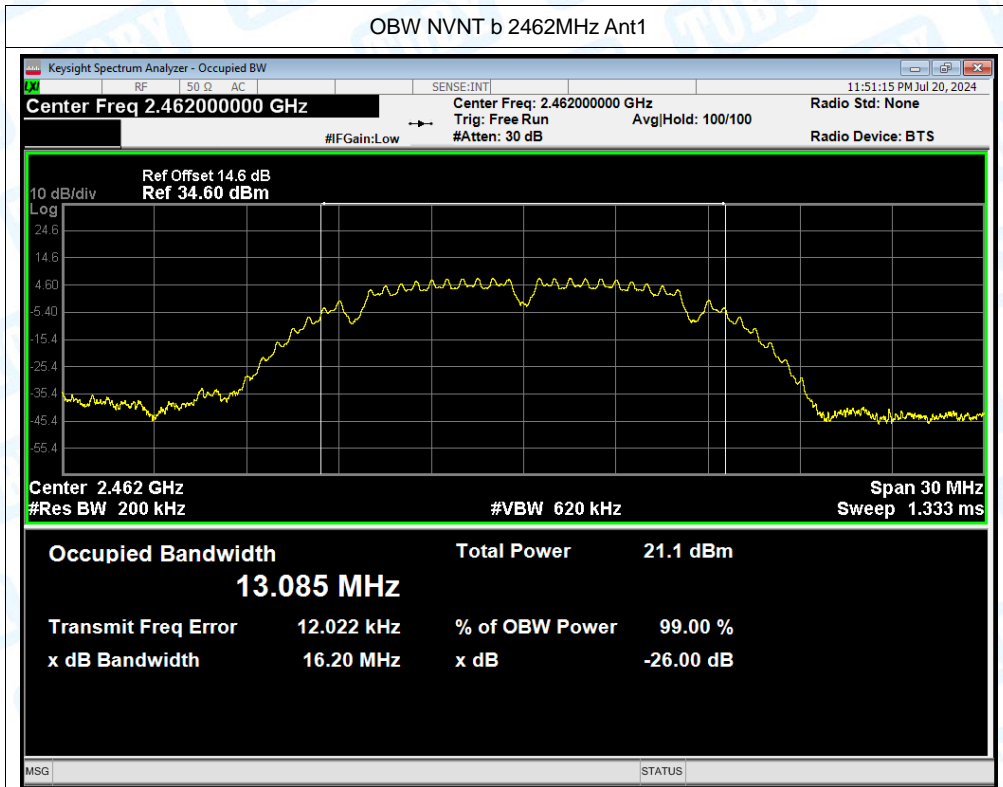 OBW NVNT b 2462MHz Ant1
Keysight Spectrum Analyzer - Occupied BW
LXI RF 50 Ω AC SENSE:INT 11:51:15 PM Jul 20, 2024
Center Freq 2.462000000 GHz Center Freq: 2.462000000 GHz Radio Std: None
Trig: Free Run Avg|Hold: 100/100
#IFGain:Low #Atten: 30 dB Radio Device: BTS
Ref Offset 14.6 dB
10 dB/div Ref 34.60 dBm
Log
24.6
14.6
4.60
-5.40
-15.4
-25.4
-35.4
-45.4
-55.4
Center 2.462 GHz Span 30 MHz
#Res BW 200 kHz #VBW 620 kHz Sweep 1.333 ms
Occupied Bandwidth Total Power 21.1 dBm
13.085 MHz
Transmit Freq Error 12.022 kHz % of OBW Power 99.00 %
x dB Bandwidth 16.20 MHz x dB -26.00 dB
MSG STATUS
TOBY